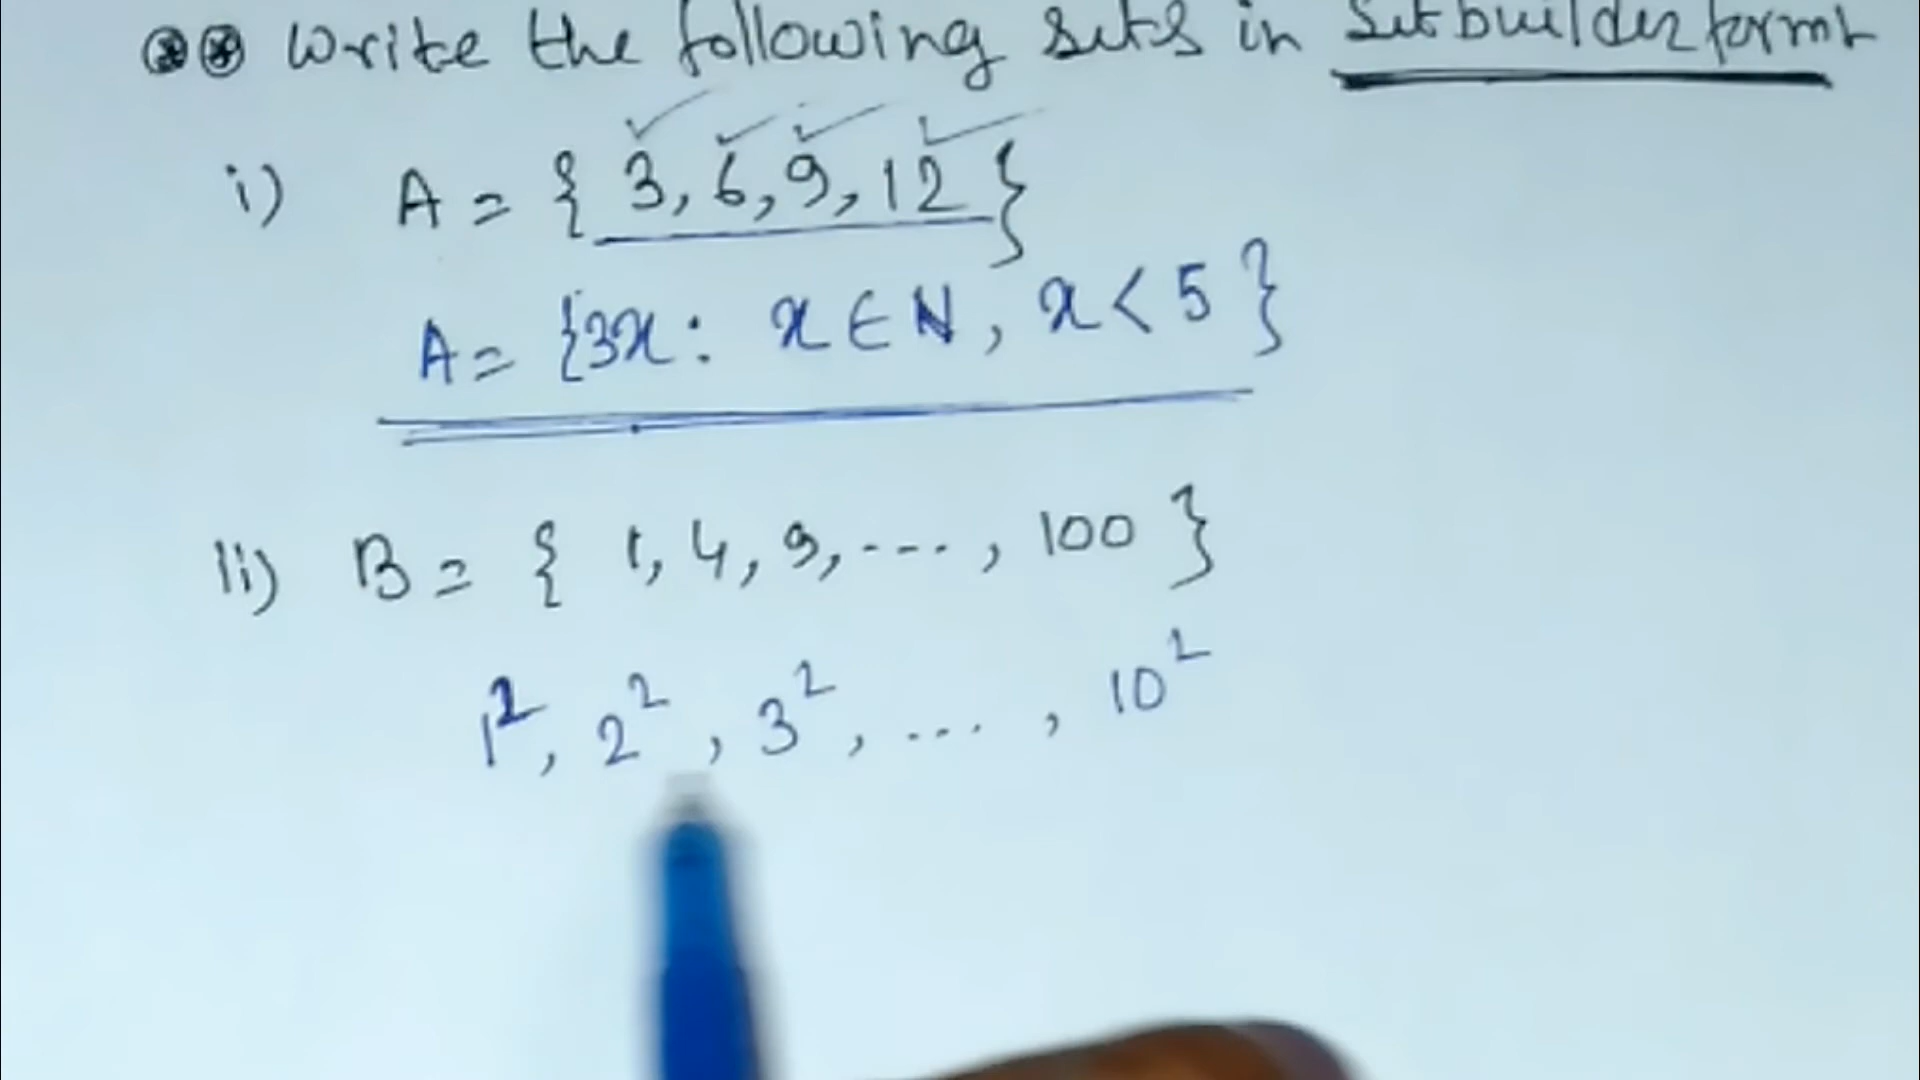 write the following sets in set builder form
i) A = { 3, 6, 9, 12 }
A = {3x : x ∈ N, x < 5 }
ii) B = { 1, 4, 9, ---- , 100 }
1², 2², 3², ... , 10²